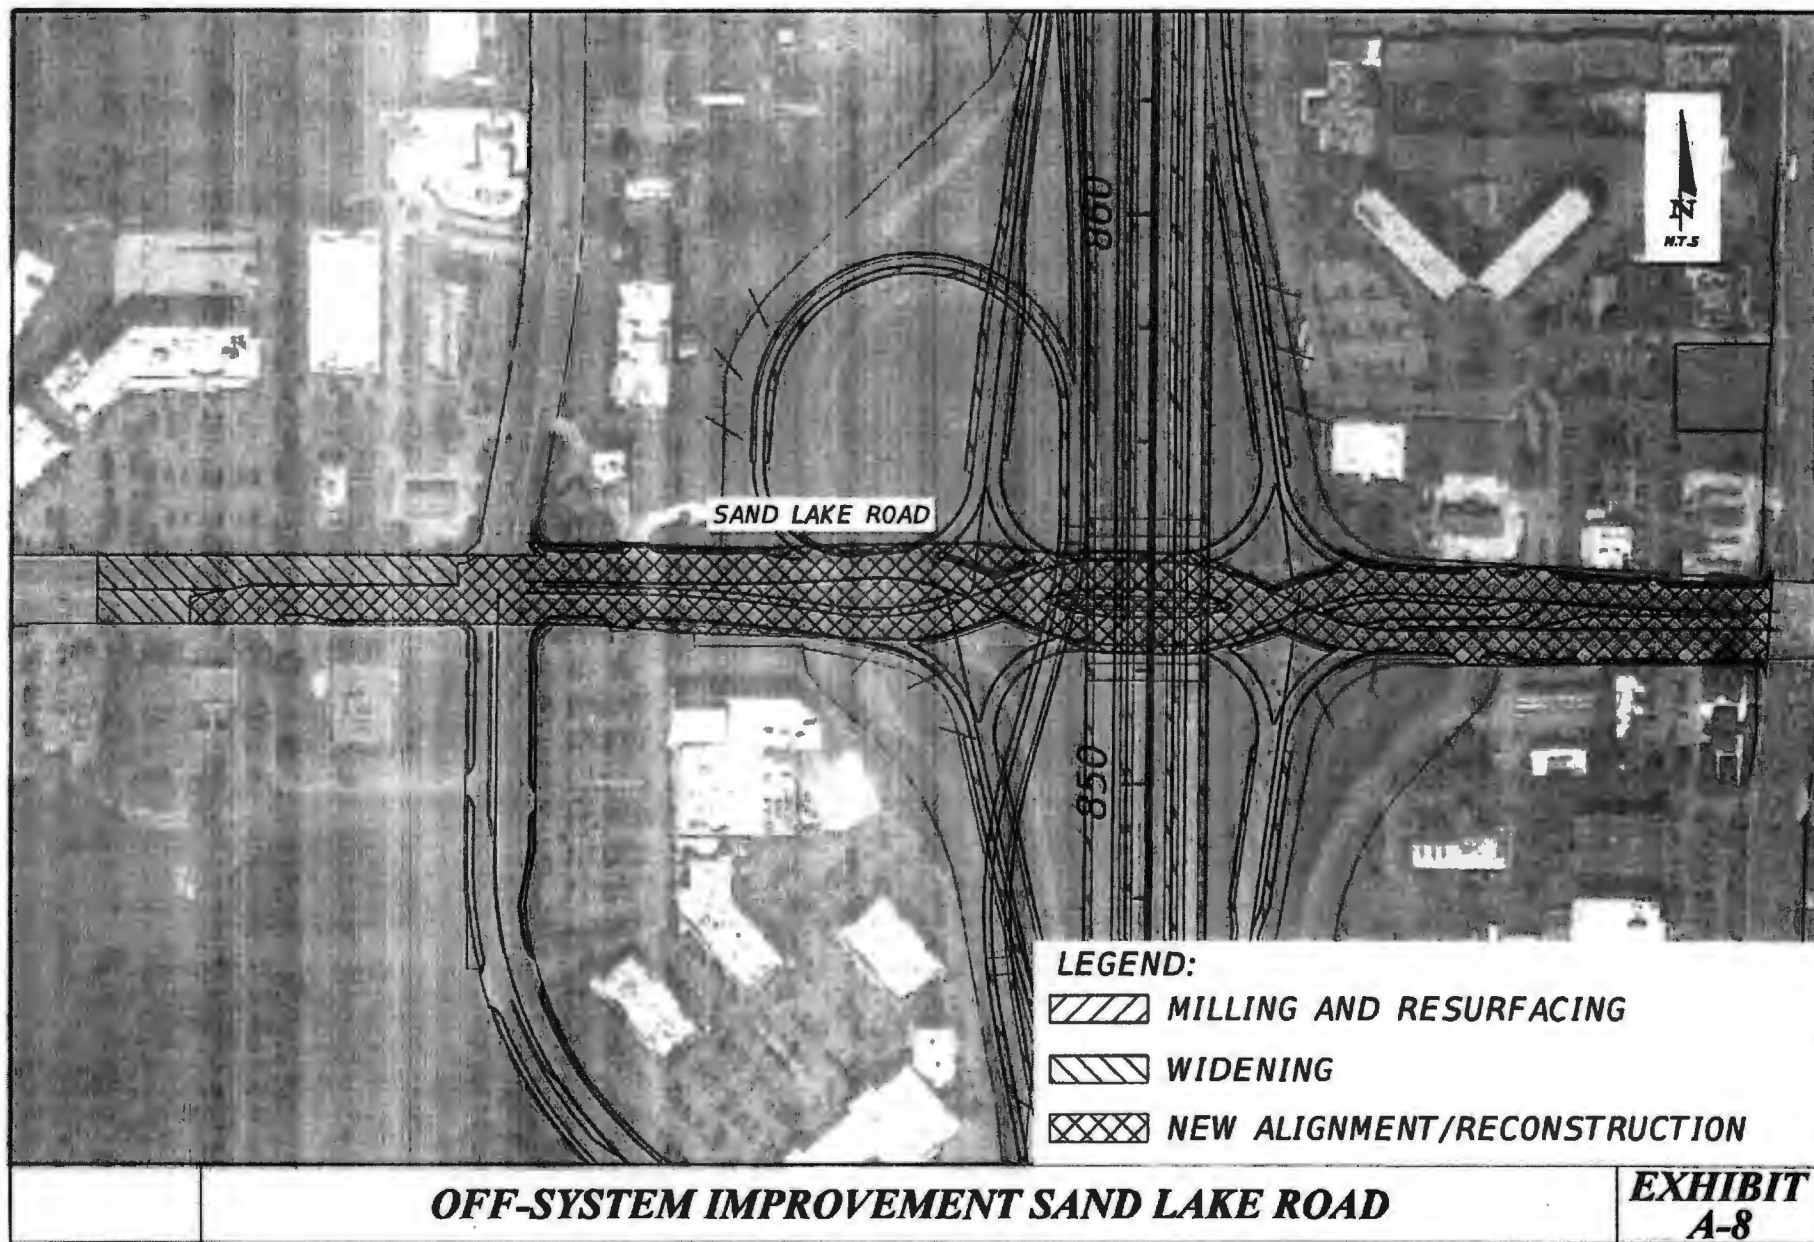 860
N
N.T.S
SAND LAKE ROAD
850
LEGEND:
MILLING AND RESURFACING
WIDENING
NEW ALIGNMENT/RECONSTRUCTION
OFF-SYSTEM IMPROVEMENT SAND LAKE ROAD
EXHIBIT
A-8